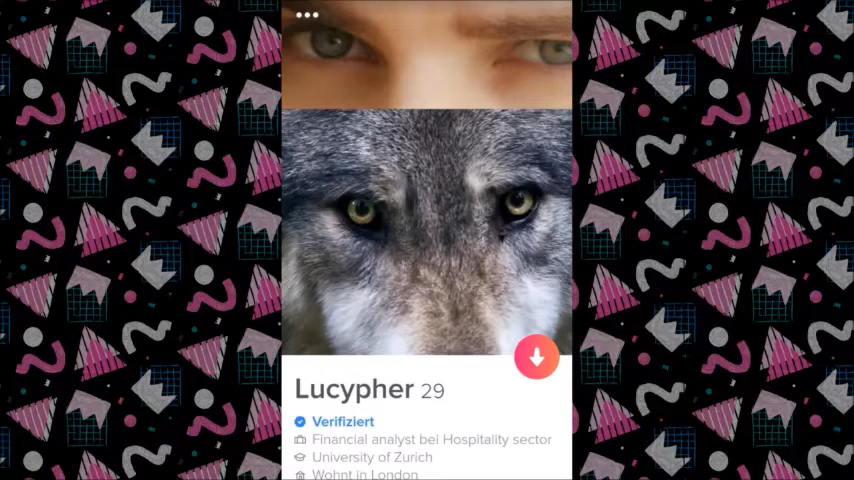 Lucypher 29
Verifiziert
Financial analyst bei Hospitality sector
University of Zurich
Wohnt in London